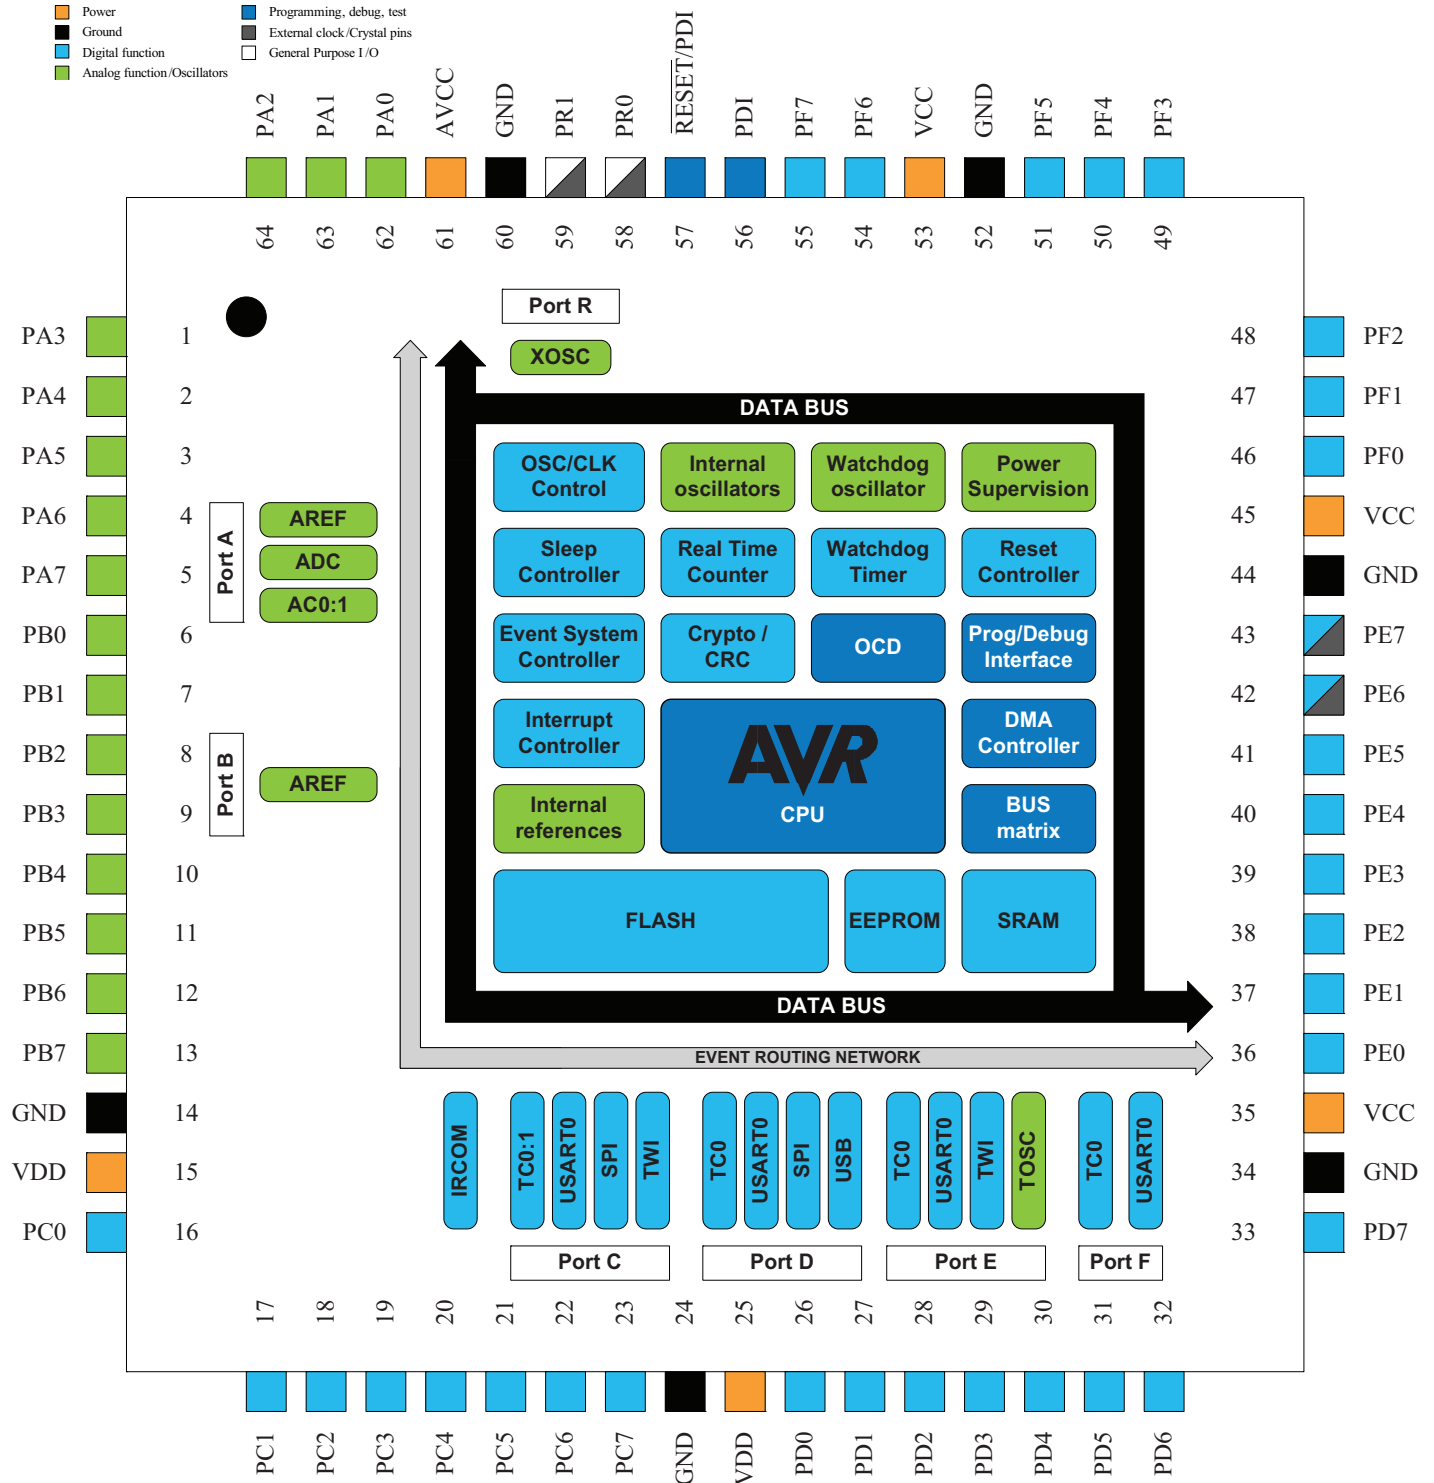 Power
Ground
Digital function
Analog function/Oscillators
Programming, debug, test
External clock/Crystal pins
General Purpose I/O
PA2
PA1
PA0
AVCC
GND
PR1
PR0
RESET/PDI
PDI
PF7
PF6
VCC
GND
PF5
PF4
PF3
64
63
62
61
60
59
58
57
56
55
54
53
52
51
50
49
PA3 1
PA4 2
PA5 3
PA6 4
PA7 5
PB0 6
PB1 7
PB2 8
PB3 9
PB4 10
PB5 11
PB6 12
PB7 13
GND 14
VDD 15
PC0 16
Port A
AREF
ADC
AC0:1
Port B
AREF
Port R
XOSC
DATA BUS
OSC/CLK
Control
Internal
oscillators
Watchdog
oscillator
Power
Supervision
Sleep
Controller
Real Time
Counter
Watchdog
Timer
Reset
Controller
Event System
Controller
Crypto /
CRC
OCD
Prog/Debug
Interface
Interrupt
Controller
AVR
CPU
DMA
Controller
Internal
references
BUS
matrix
FLASH
EEPROM
SRAM
DATA BUS
EVENT ROUTING NETWORK
IRCOM
TC0:1
USART0
SPI
TWI
TC0
USART0
SPI
USB
TC0
USART0
TWI
TOSC
TC0
USART0
Port C
Port D
Port E
Port F
48 PF2
47 PF1
46 PF0
45 VCC
44 GND
43 PE7
42 PE6
41 PE5
40 PE4
39 PE3
38 PE2
37 PE1
36 PE0
35 VCC
34 GND
33 PD7
17
18
19
20
21
22
23
24
25
26
27
28
29
30
31
32
PC1
PC2
PC3
PC4
PC5
PC6
PC7
GND
VDD
PD0
PD1
PD2
PD3
PD4
PD5
PD6